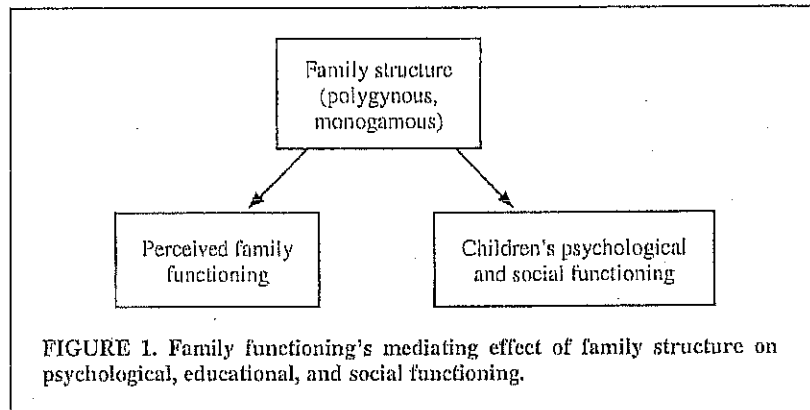 Family structure
(polygynous,
monogamous)
Perceived family
functioning
Children's psychological
and social functioning
FIGURE 1. Family functioning's mediating effect of family structure on
psychological, educational, and social functioning.